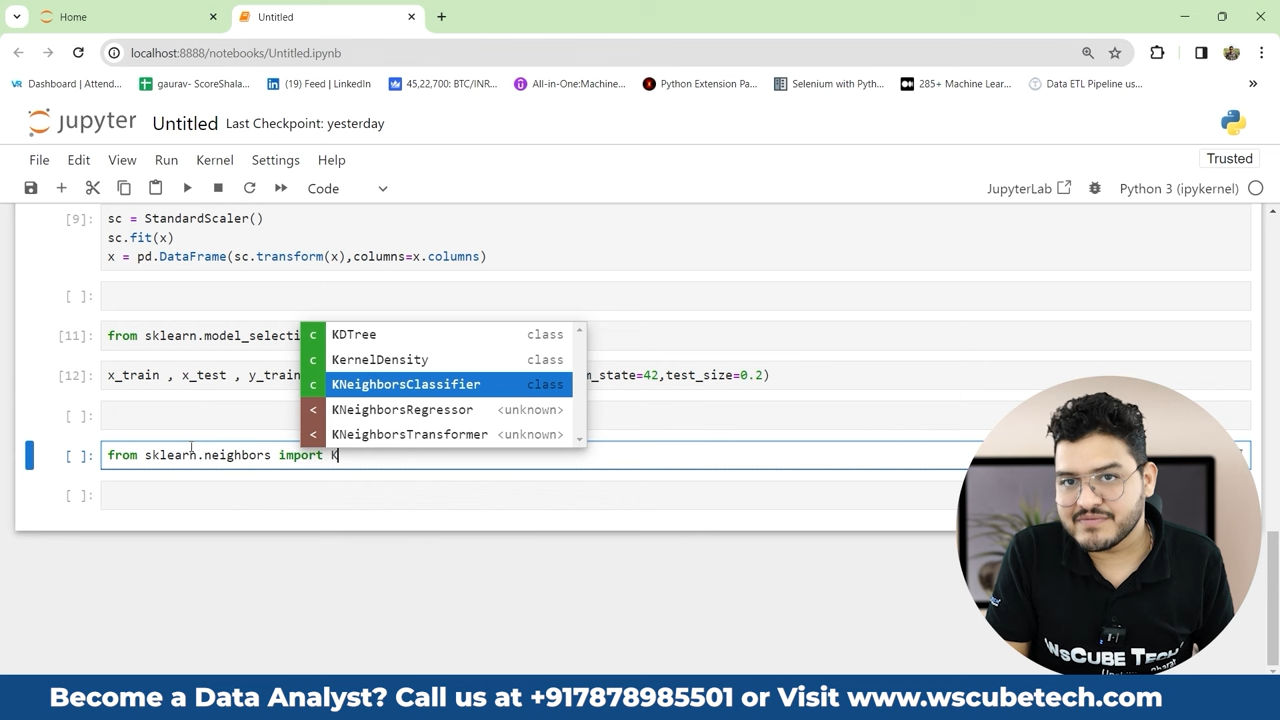 Home
Untitled
localhost:8888/notebooks/Untitled.ipynb
VR Dashboard | Attend...
gaurav- ScoreShala...
(19) Feed | LinkedIn
45,22,700: BTC/INR...
All-in-One:Machine...
Python Extension Pa...
Selenium with Pyth...
285+ Machine Lear...
Data ETL Pipeline us...
jupyter Untitled Last Checkpoint: yesterday
File Edit View Run Kernel Settings Help
Trusted
Code
JupyterLab
Python 3 (ipykernel)
[9]: sc = StandardScaler()
sc.fit(x)
x = pd.DataFrame(sc.transform(x),columns=x.columns)
[ ]:
[11]: from sklearn.model_selecti
[12]: x_train , x_test , y_train
m_state=42,test_size=0.2)
[ ]:
c KDTree class
c KernelDensity class
c KNeighborsClassifier class
< KNeighborsRegressor <unknown>
< KNeighborsTransformer <unknown>
[ ]: from sklearn.neighbors import K
[ ]:
WsCUBE TECH
Become a Data Analyst? Call us at +917878985501 or Visit www.wscubetech.com